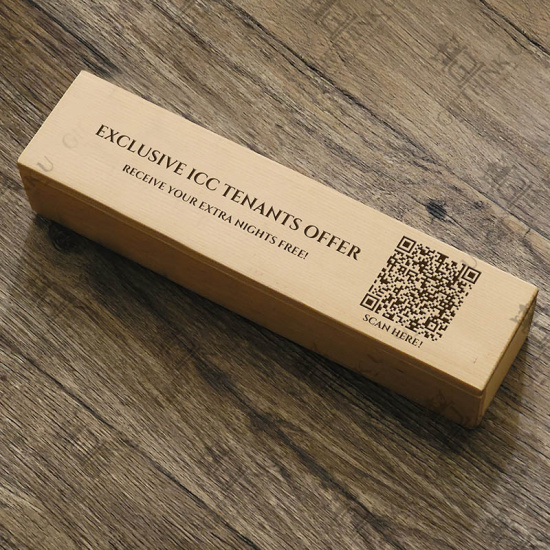 EXCLUSIVE ICC TENANTS OFFER
RECEIVE YOUR EXTRA NIGHTS FREE!
SCAN HERE!